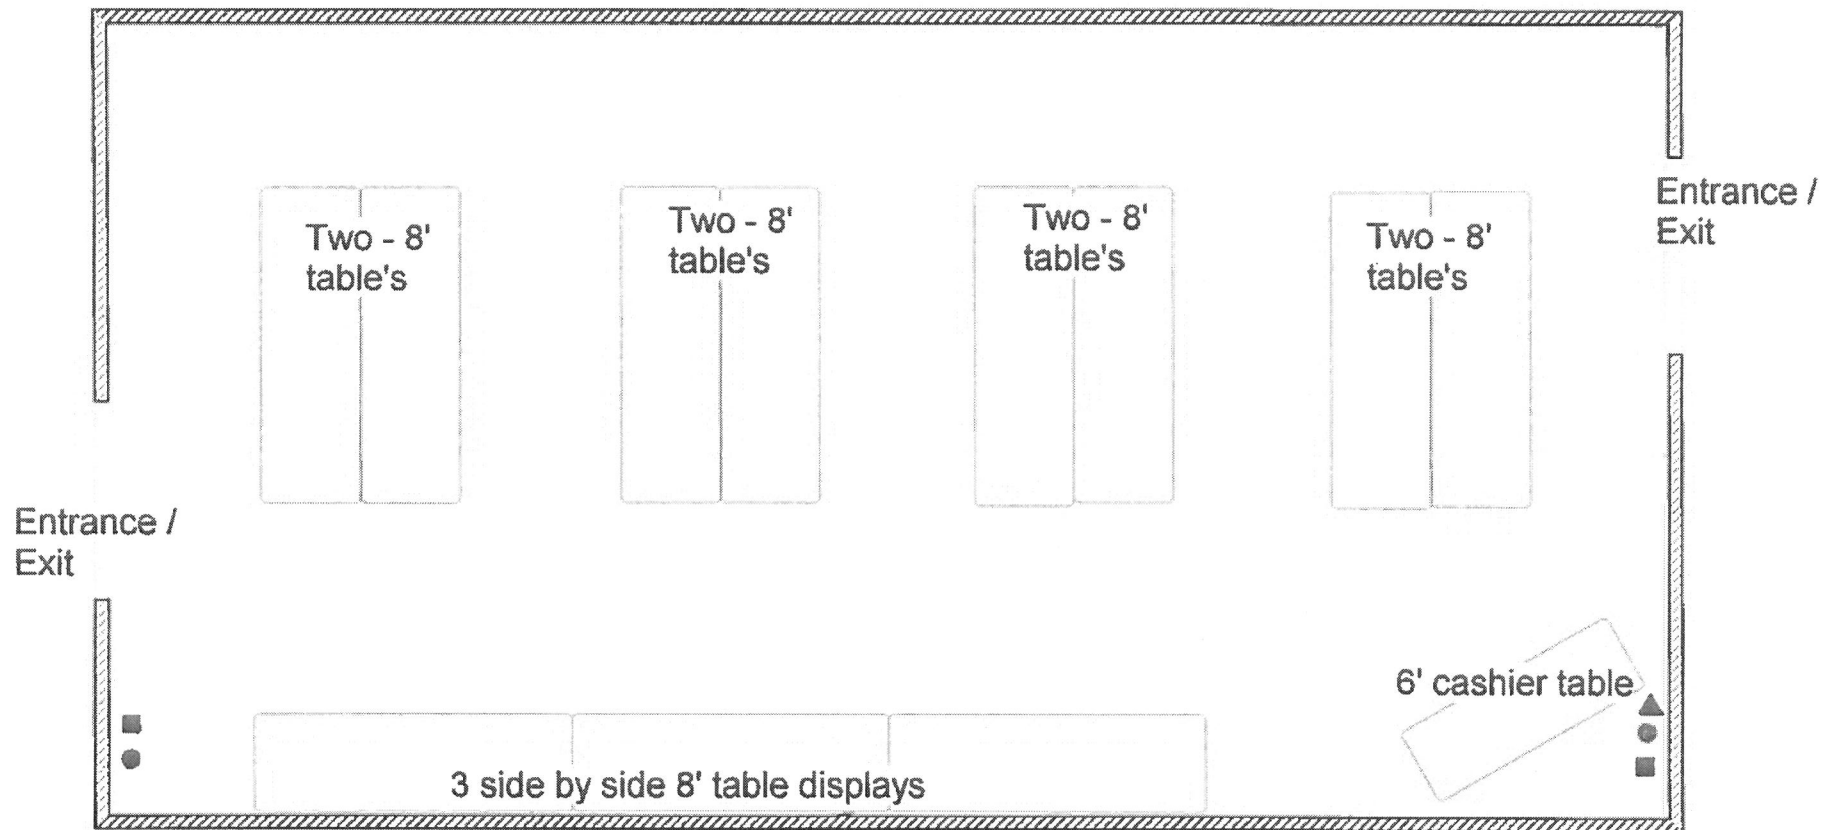 Two - 8'
table's
Two - 8'
table's
Two - 8'
table's
Two - 8'
table's
Entrance /
Exit
Entrance /
Exit
6' cashier table
3 side by side 8' table displays